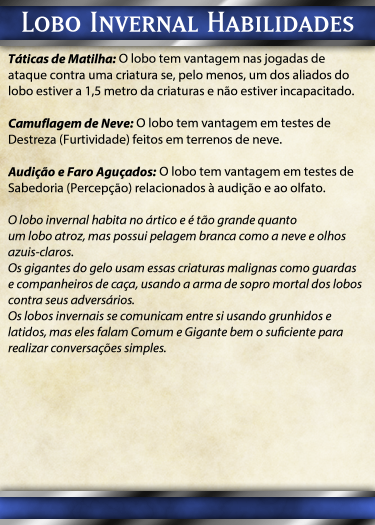 Lobo Invernal Habilidades
Táticas de Matilha: O lobo tem vantagem nas jogadas de
ataque contra uma criatura se, pelo menos, um dos aliados do
lobo estiver a 1,5 metro da criaturas e não estiver incapacitado.
Camuflagem de Neve: O lobo tem vantagem em testes de
Destreza (Furtividade) feitos em terrenos de neve.
Audição e Faro Aguçados: O lobo tem vantagem em testes de
Sabedoria (Percepção) relacionados à audição e ao olfato.
O lobo invernal habita no ártico e é tão grande quanto
um lobo atroz, mas possui pelagem branca como a neve e olhos
azuis-claros.
Os gigantes do gelo usam essas criaturas malignas como guardas
e companheiros de caça, usando a arma de sopro mortal dos lobos
contra seus adversários.
Os lobos invernais se comunicam entre si usando grunhidos e
latidos, mas eles falam Comum e Gigante bem o suficiente para
realizar conversações simples.